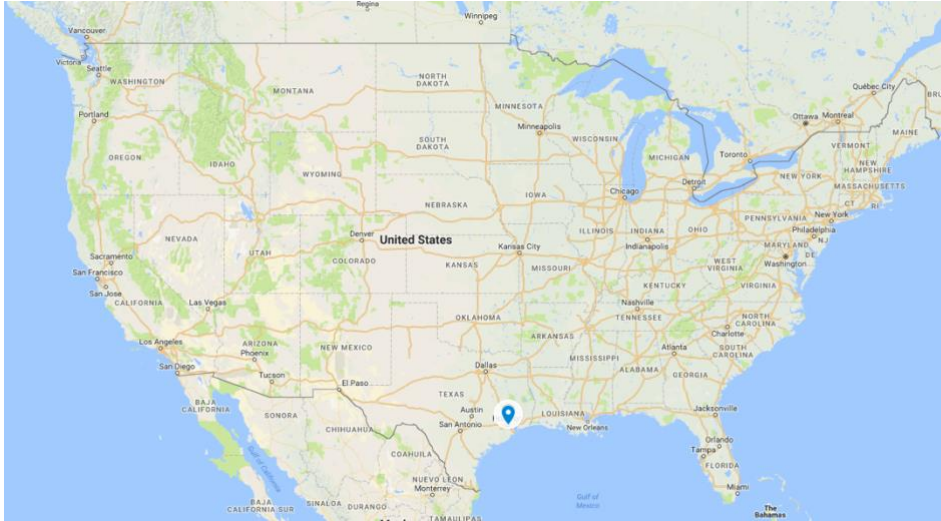 Regina
Winnipeg
Vancouver
Victoria
Seattle
WASHINGTON
Portland
OREGON
IDAHO
MONTANA
NORTH
DAKOTA
SOUTH
DAKOTA
MINNESOTA
Minneapolis
WISCONSIN
MICHIGAN
Toronto
Ottawa
Montreal
Québec City
MAINE
VERMONT
NEW
HAMPSHIRE
MASSACHUSETTS
CT
RI
NEW YORK
New York
WYOMING
NEBRASKA
IOWA
Chicago
Detroit
ILLINOIS
INDIANA
Indianapolis
OHIO
PENNSYLVANIA
Philadelphia
NJ
MARYLAND
DE
Washington
NEVADA
UTAH
Denver
COLORADO
United States
KANSAS
Kansas City
MISSOURI
WEST
VIRGINIA
VIRGINIA
KENTUCKY
Sacramento
San Francisco
San Jose
CALIFORNIA
Las Vegas
Los Angeles
San Diego
ARIZONA
Phoenix
Tucson
NEW MEXICO
El Paso
OKLAHOMA
ARKANSAS
Nashville
TENNESSEE
NORTH
CAROLINA
Charlotte
SOUTH
CAROLINA
Atlanta
MISSISSIPPI
ALABAMA
GEORGIA
Dallas
TEXAS
Austin
San Antonio
LOUISIANA
New Orleans
Jacksonville
Orlando
Tampa
FLORIDA
Miami
The
Bahamas
BAJA
CALIFORNIA
SONORA
CHIHUAHUA
COAHUILA
Gulf of
California
NUEVO LEON
Monterrey
BAJA
CALIFORNIA SUR
SINALOA
DURANGO
TAMAULIPAS
Gulf of
Mexico